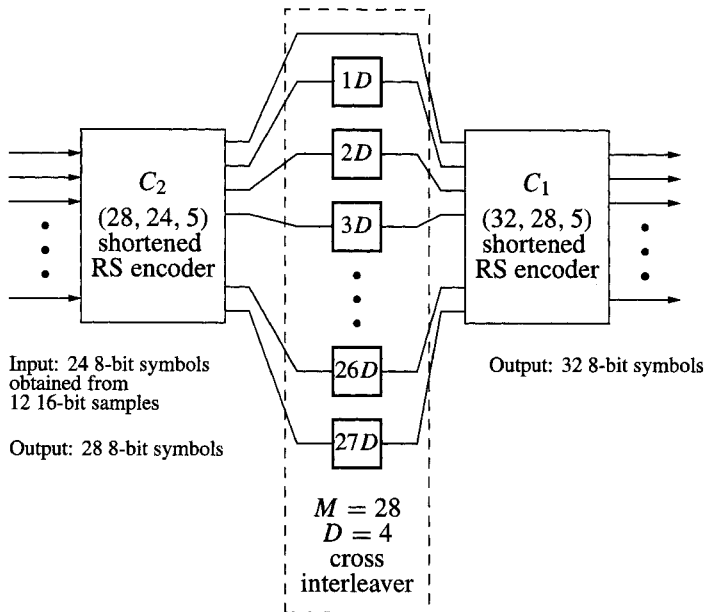 1D
2D
3D
26D
27D
C2
(28, 24, 5)
shortened
RS encoder
C1
(32, 28, 5)
shortened
RS encoder
Input: 24 8-bit symbols
obtained from
12 16-bit samples
Output: 28 8-bit symbols
Output: 32 8-bit symbols
M = 28
D = 4
cross
interleaver